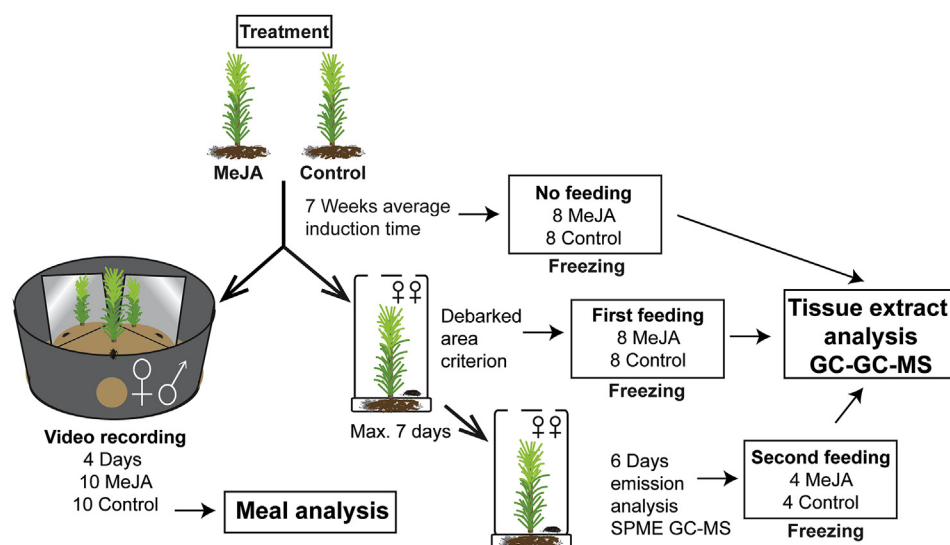 Treatment
MeJA
Control
7 Weeks average
induction time
No feeding
8 MeJA
8 Control
Freezing
♀♀
Debarked
area
criterion
First feeding
8 MeJA
8 Control
Freezing
Tissue extract
analysis
GC-GC-MS
♀♂
Video recording
4 Days
10 MeJA
10 Control
Meal analysis
Max. 7 days
♀♀
6 Days
emission
analysis
SPME GC-MS
Second feeding
4 MeJA
4 Control
Freezing